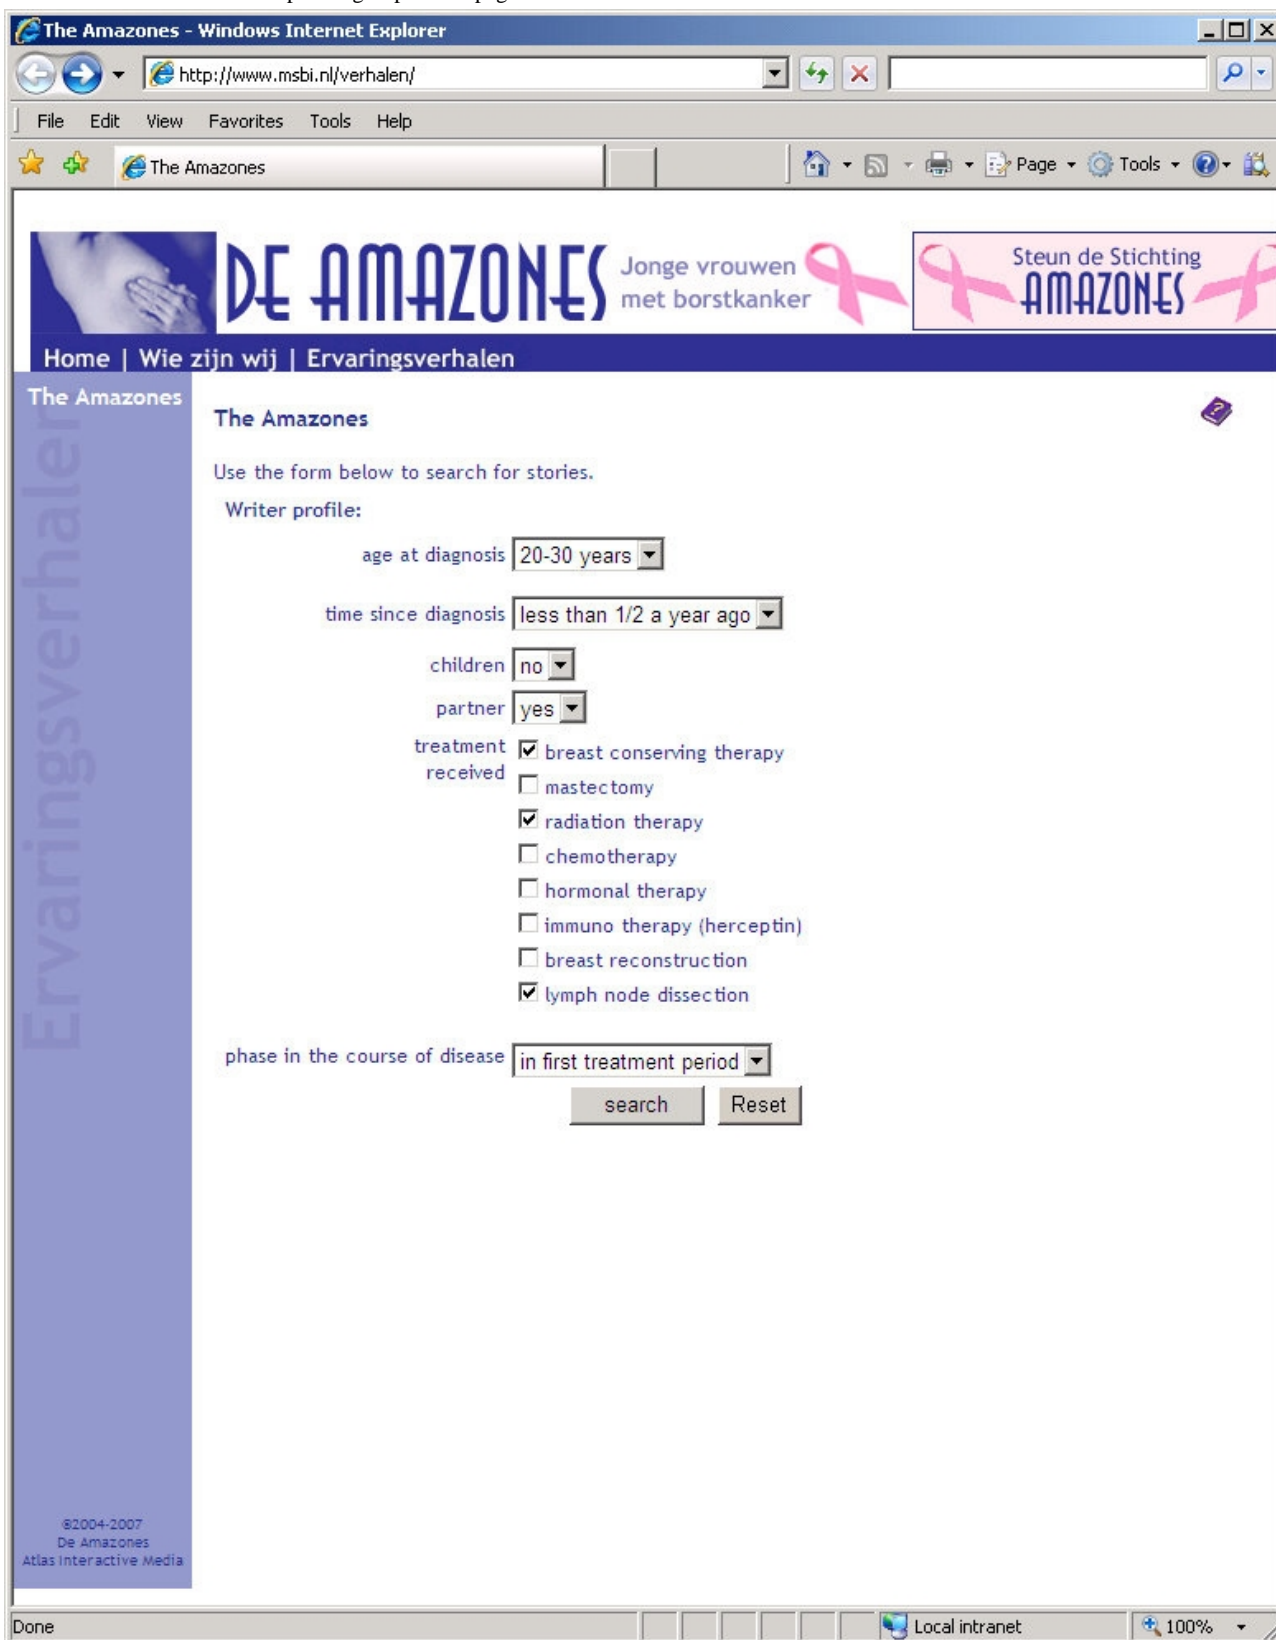 The Amazones - Windows Internet Explorer
http://www.msbi.nl/verhalen/
File Edit View Favorites Tools Help
The Amazones Page Tools
DE AMAZONES Jonge vrouwen met borstkanker
Steun de Stichting AMAZONES
Home | Wie zijn wij | Ervaringsverhalen
The Amazones
Ervaringsverhalen
The Amazones
Use the form below to search for stories.
Writer profile:
age at diagnosis 20-30 years
time since diagnosis less than 1/2 a year ago
children no
partner yes
treatment received
breast conserving therapy
mastectomy
radiation therapy
chemotherapy
hormonal therapy
immuno therapy (herceptin)
breast reconstruction
lymph node dissection
phase in the course of disease in first treatment period
search Reset
©2004-2007
De Amazones
Atlas Interactive Media
Done Local intranet 100%